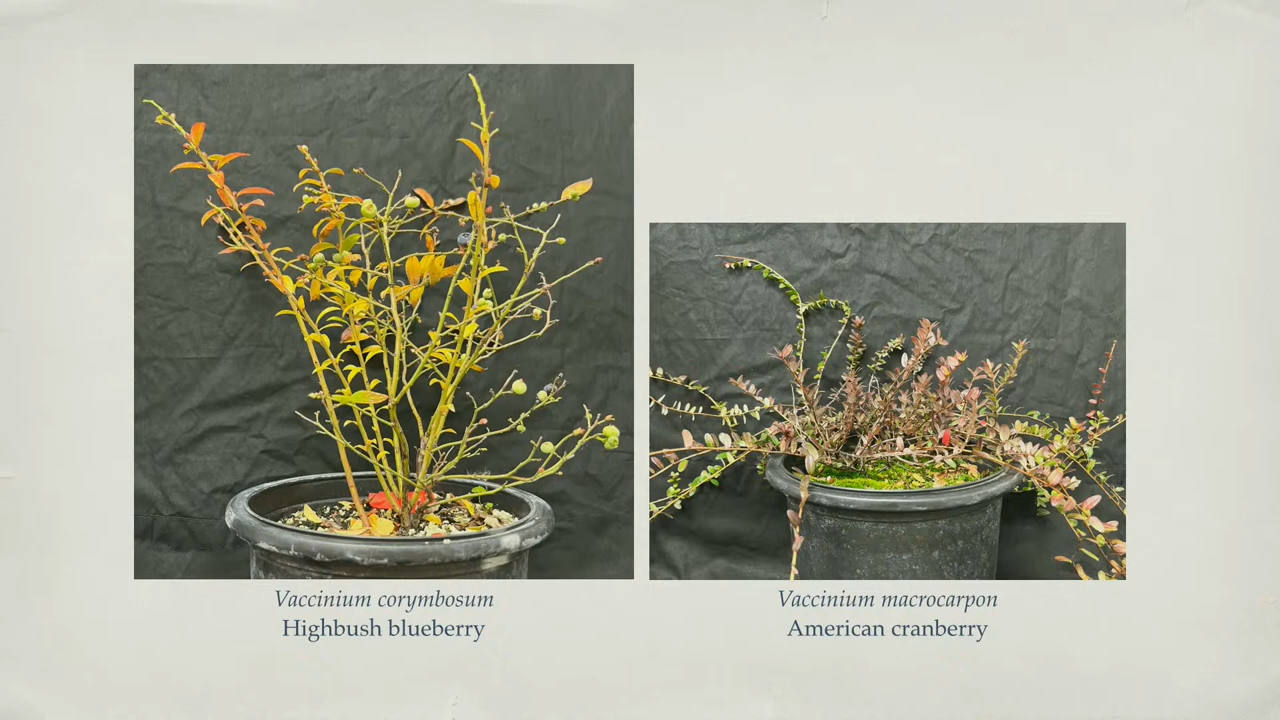 Vaccinium corymbosum
Highbush blueberry
Vaccinium macrocarpon
American cranberry